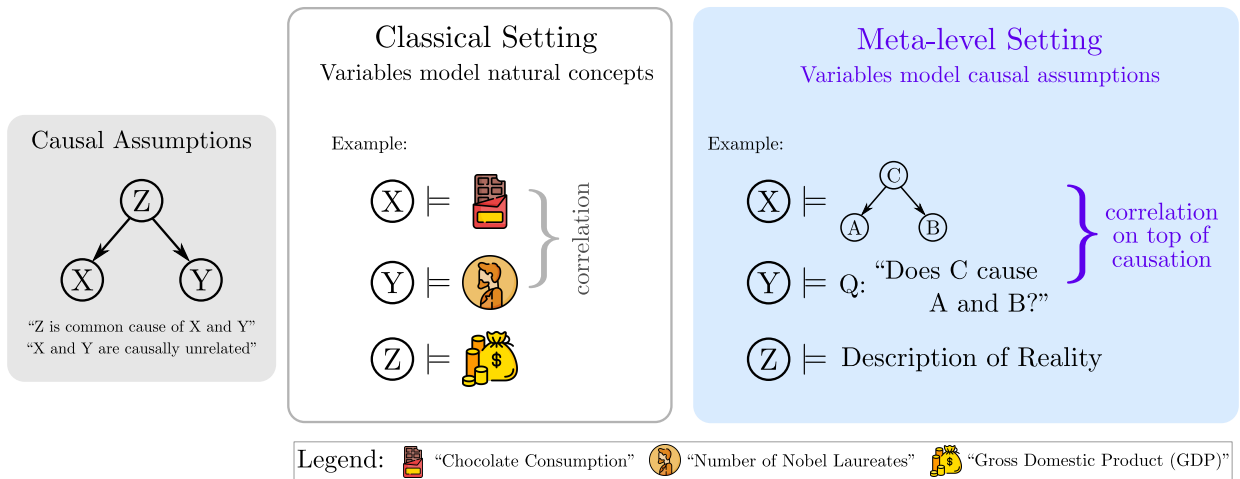 Causal Assumptions
Z
X
Y
“Z is common cause of X and Y”
“X and Y are causally unrelated”
Classical Setting
Variables model natural concepts
Example:
X ⊨
Y ⊨
Z ⊨
$
correlation
Meta-level Setting
Variables model causal assumptions
Example:
X ⊨
C
A
B
Y ⊨ Q: “Does C cause
A and B?”
Z ⊨ Description of Reality
correlation
on top of
causation
Legend: “Chocolate Consumption” “Number of Nobel Laureates” $ “Gross Domestic Product (GDP)”